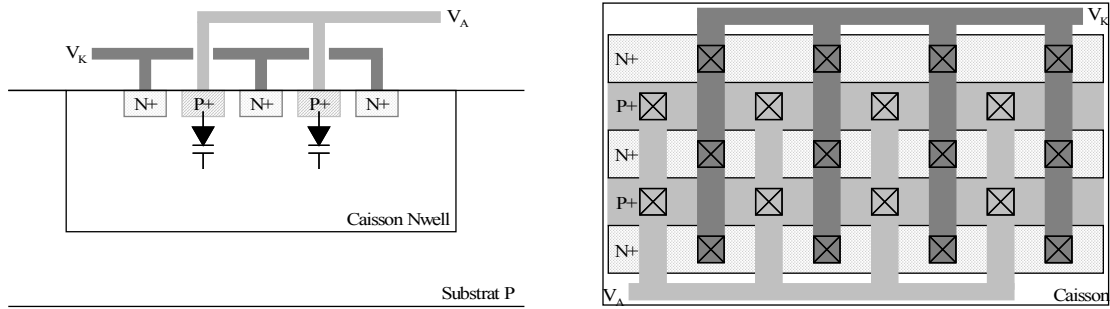 V_A
V_K
N+ P+ N+ P+ N+
Caisson Nwell
Substrat P
V_K
N+
P+
N+
P+
N+
V_A
Caisson